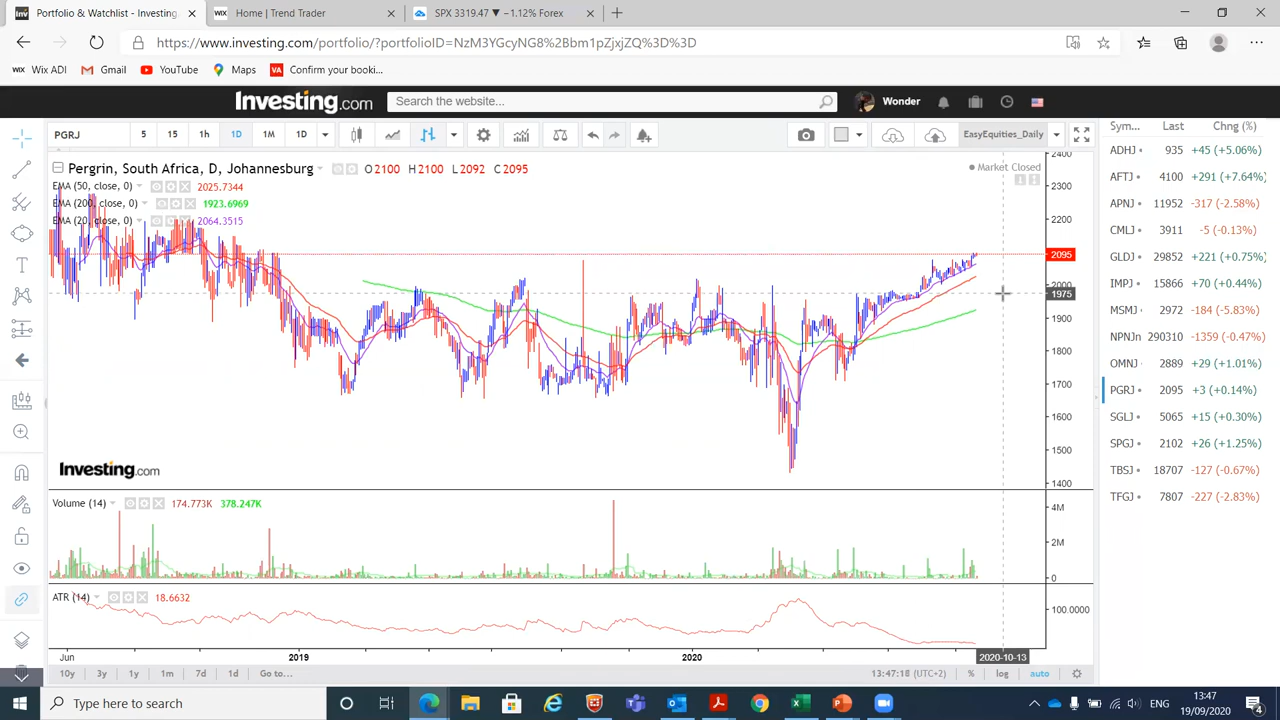 Portfolio & Watchlist - Investing
WIX Home | Trend Trader
SPX 3319.47 ▼ −1.12% Forex
https://www.investing.com/portfolio/?portfolioID=NzM3YGcyNG8%2Bbm1pZjxjZQ%3D%3D
WIX Wix ADI
Gmail
YouTube
Maps
VA Confirm your booki...
Investing.com
Search the website...
Wonder
PGRJ
5
15
1h
1D
1M
1D
EasyEquities_Daily
Pergrin, South Africa, D, Johannesburg
O2100 H2100 L2092 C2095
Market Closed
EMA (50, close, 0) 2025.7344
EMA (200, close, 0) 1923.6969
EMA (20, close, 0) 2064.3515
2400
2300
2200
2095
2000
1975
1900
1800
1700
1600
1500
1400
Investing.com
Volume (14) 174.773K 378.247K
4M
2M
0
ATR (14) 18.6632
100.0000
Jun
2019
2020
2020-10-13
10y
3y
1y
1m
7d
1d
Go to...
13:47:18 (UTC+2)
%
log
auto
Sym... Last Chng (%)
ADHJ 935 +45 (+5.06%)
AFTJ 4100 +291 (+7.64%)
APNJ 11952 -317 (-2.58%)
CMLJ 3911 -5 (-0.13%)
GLDJ 29852 +221 (+0.75%)
IMPJ 15866 +70 (+0.44%)
MSMJ 2972 -184 (-5.83%)
NPNJn 290310 -1359 (-0.47%)
OMNJ 2889 +29 (+1.01%)
PGRJ 2095 +3 (+0.14%)
SGLJ 5065 +15 (+0.30%)
SPGJ 2102 +26 (+1.25%)
TBSJ 18707 -127 (-0.67%)
TFGJ 7807 -227 (-2.83%)
Type here to search
ENG
13:47
19/09/2020